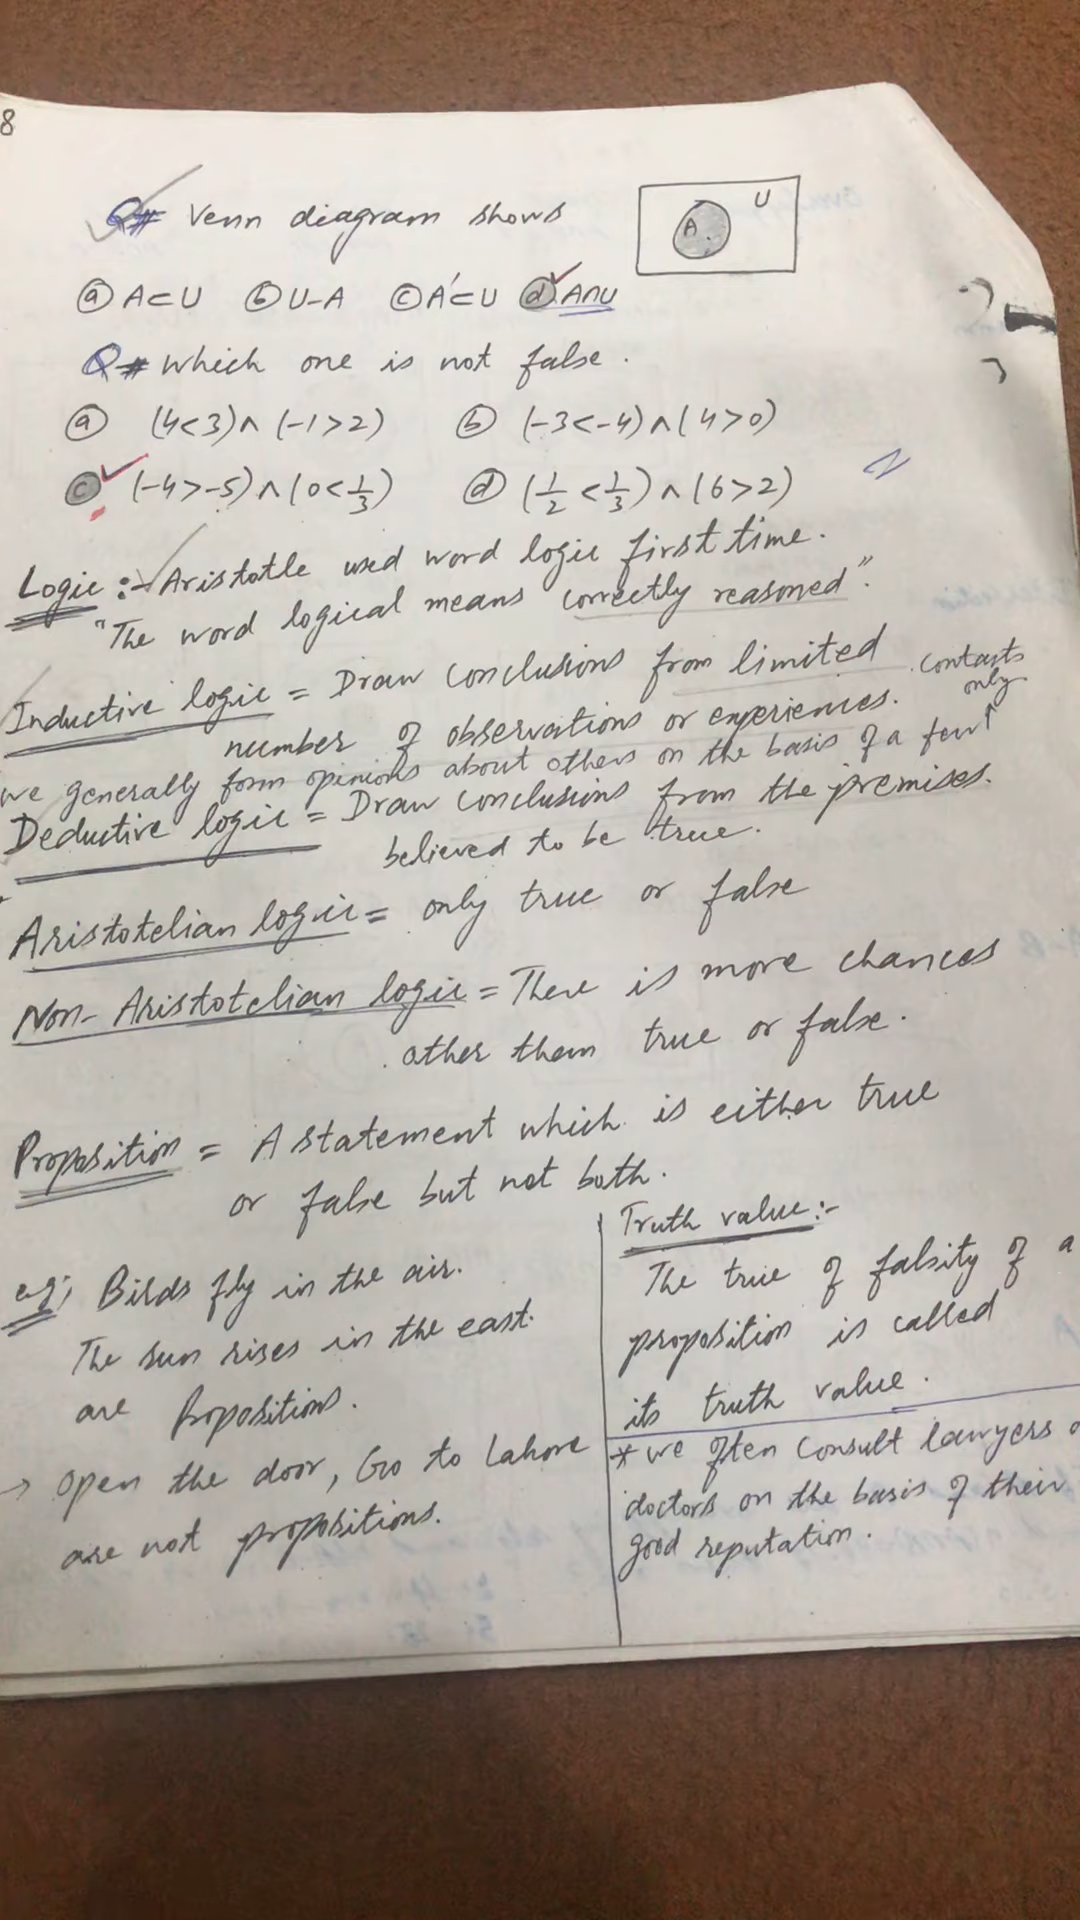 8
Q# Venn diagram shows
A U
ⓐ A⊂U ⓑ U-A ⓒ A'⊂U ⓓ A∩U
Q# which one is not false.
ⓐ (4<3)∧(-1>2) ⓑ (-3<-4)∧(4>0)
ⓒ (-4>-5)∧(0<1/3) ⓓ (1/2<1/3)∧(6>2)
Logic :- Aristotle used word logic first time.
"The word logical means correctly reasoned".
Inductive logic = Draw conclusions from limited
number of observations or experiences. contacts
only
we generally form opinions about others on the basis of a few↑
Deductive logic = Draw conclusions from the premises.
believed to be true.
Aristotelian logic = only true or false
Non-Aristotelian logic = There is more chances
other them true or false.
Proposition = A statement which is either true
or false but not both.
eg; Birds fly in the air.
The sun rises in the east.
are Propositions.
→ Open the door, Go to Lahore
are not propositions.
Truth value:-
The true of falsity of a
proposition is called
its truth value.
* we often consult lawyers
doctors on the basis of their
good reputation.